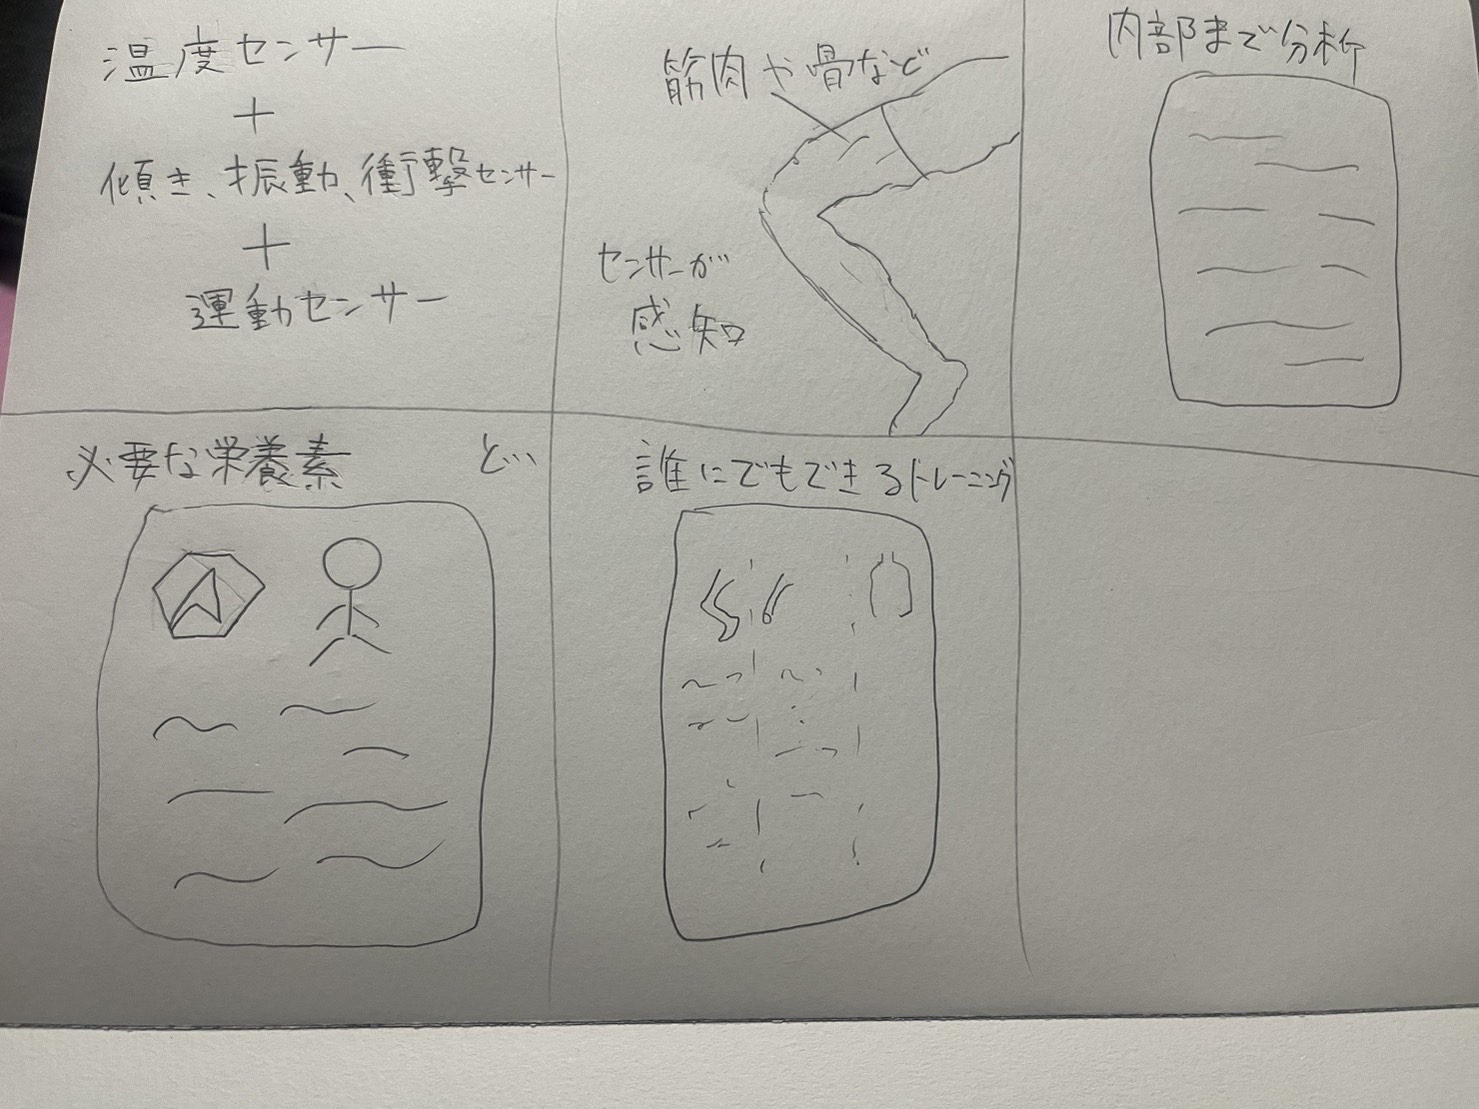 温度センサー
+
傾き、振動、衝撃センサー
+
運動センサー
筋肉や骨など
センサーが
感知
内部まで分析
必要な栄養素
と…
誰にでもできるトレーニング